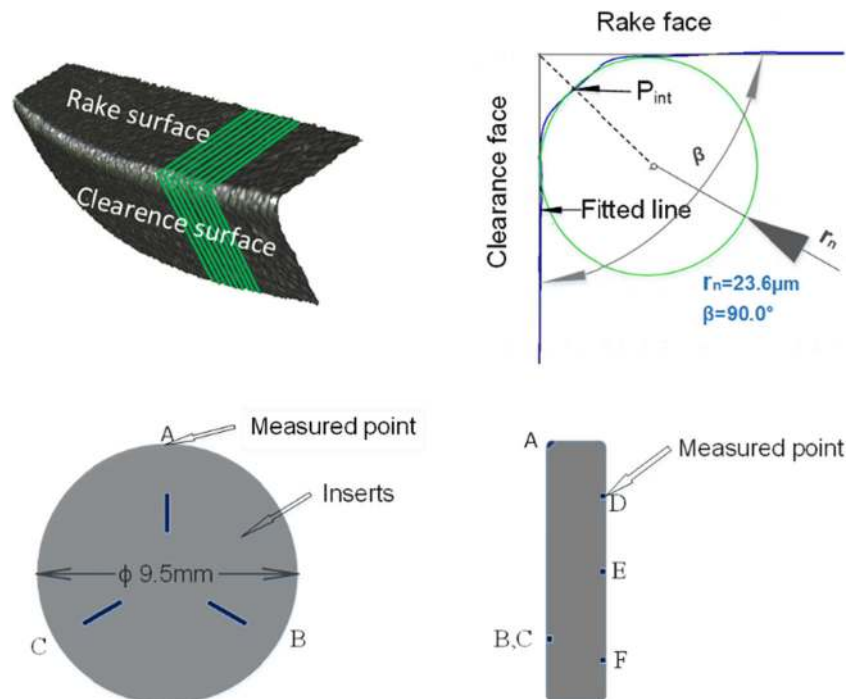 Rake surface
Clearence surface
Rake face
Clearance face
P_int
β
Fitted line
r_n
r_n=23.6μm
β=90.0°
A
Measured point
Inserts
ϕ 9.5mm
C
B
A
Measured point
D
E
B,C
F